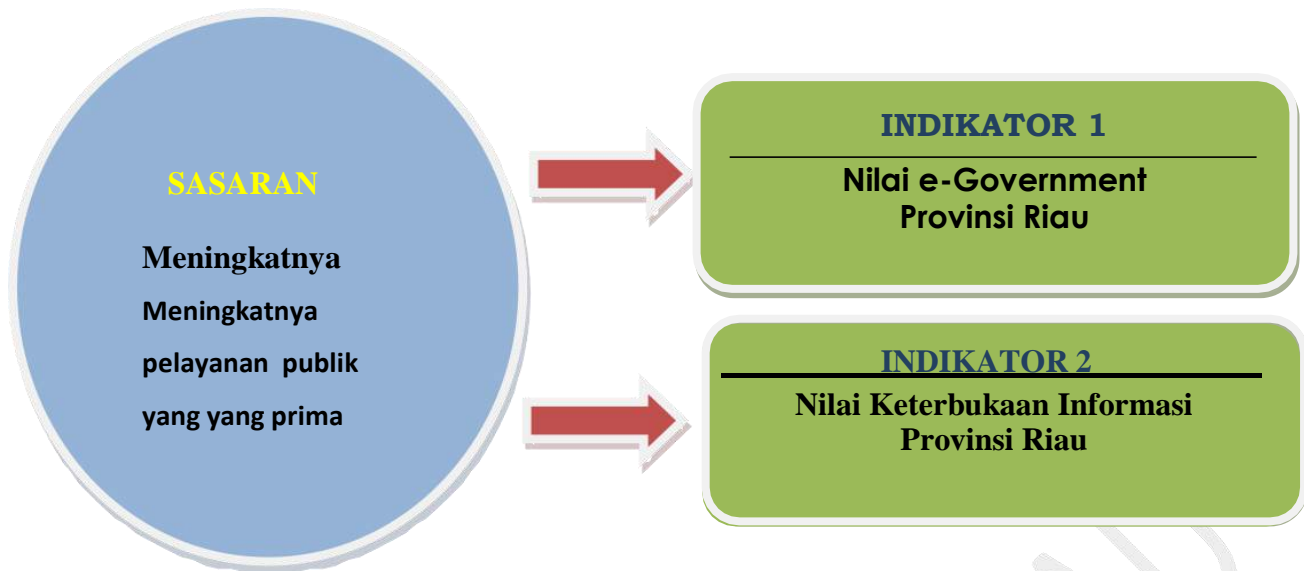 SASARAN
Meningkatnya
Meningkatnya
pelayanan publik
yang yang prima
INDIKATOR 1
Nilai e-Government
Provinsi Riau
INDIKATOR 2
Nilai Keterbukaan Informasi
Provinsi Riau